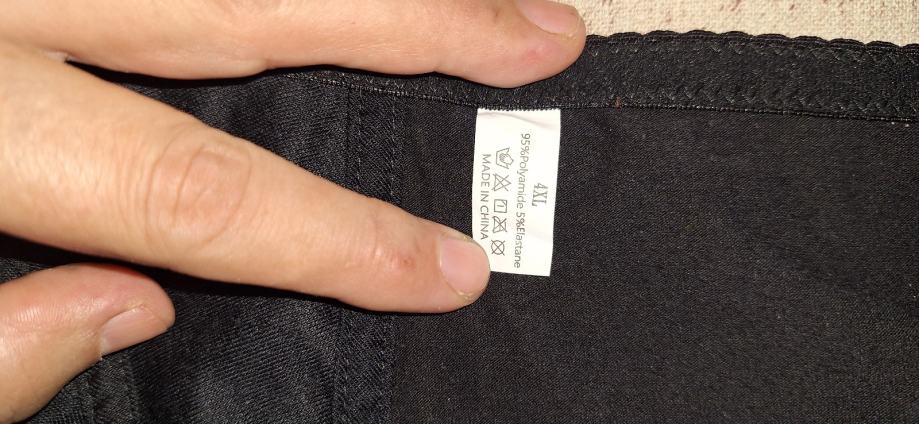 4XL
95%Polyamide 5%Elastane
MADE IN CHINA